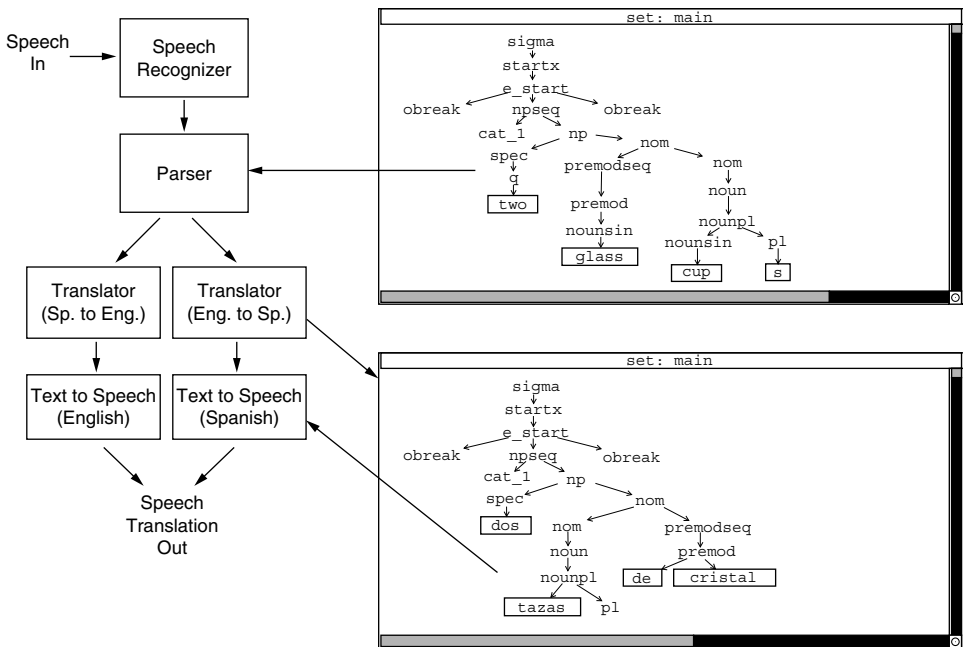 Speech
In
Speech
Recognizer
Parser
Translator
(Sp. to Eng.)
Translator
(Eng. to Sp.)
Text to Speech
(English)
Text to Speech
(Spanish)
Speech
Translation
Out
set: main
sigma
startx
e_start
obreak npseq obreak
cat_1 np nom
spec premodseq nom
q noun
two premod nounpl
nounsin nounsin pl
glass cup s
set: main
sigma
startx
e_start
obreak npseq obreak
cat_1 np
spec nom
dos nom premodseq
noun premod
nounpl de cristal
tazas pl